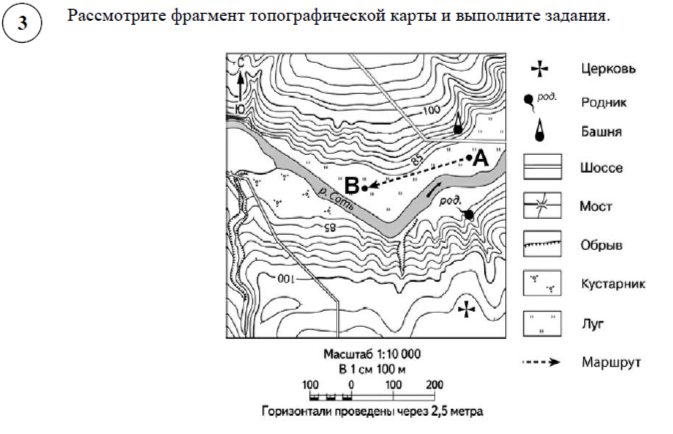 3
Рассмотрите фрагмент топографической карты и выполните задания.
С
Ю
100
85
А
В
р. Соть
род.
85
100
Церковь
род.
Родник
Башня
Шоссе
Мост
Обрыв
Кустарник
Луг
Маршрут
Масштаб 1:10 000
В 1 см 100 м
100 0 100 200
Горизонтали проведены через 2,5 метра